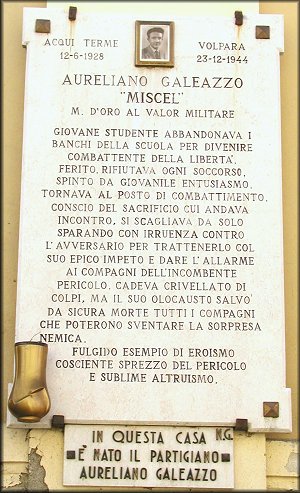 ACQUI TERME
12-6-1928
VOLPARA
23-12-1944
AURELIANO GALEAZZO
"MISCEL"
M. D'ORO AL VALOR MILITARE
GIOVANE STUDENTE ABBANDONAVA I
BANCHI DELLA SCUOLA PER DIVENIRE
COMBATTENTE DELLA LIBERTA',
FERITO, RIFIUTAVA OGNI SOCCORSO,
SPINTO DA GIOVANILE ENTUSIASMO,
TORNAVA AL POSTO DI COMBATTIMENTO.
CONSCIO DEL SACRIFICIO CUI ANDAVA
INCONTRO, SI SCAGLIAVA DA SOLO
SPARANDO CON IRRUENZA CONTRO
L'AVVERSARIO PER TRATTENERLO COL
SUO EPICO IMPETO E DARE L'ALLARME
AI COMPAGNI DELL'INCOMBENTE
PERICOLO. CADEVA CRIVELLATO DI
COLPI, MA IL SUO OLOCAUSTO SALVO'
DA SICURA MORTE TUTTI I COMPAGNI
CHE POTERONO SVENTARE LA SORPRESA
NEMICA.
FULGIDO ESEMPIO DI EROISMO
COSCIENTE SPREZZO DEL PERICOLO
E SUBLIME ALTRUISMO.
N.G.
IN QUESTA CASA
È NATO IL PARTIGIANO
AURELIANO GALEAZZO